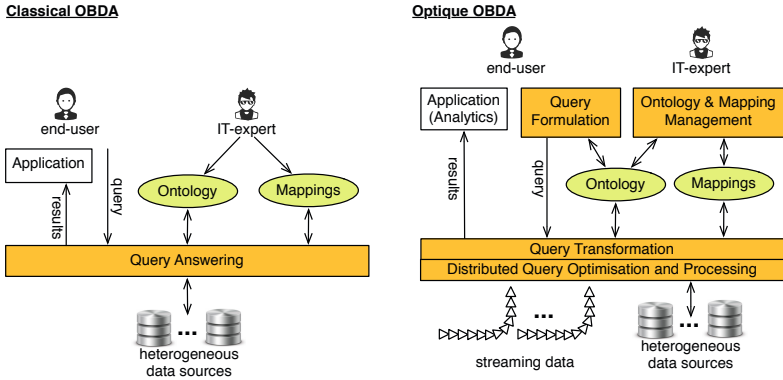 Classical OBDA
end-user
IT-expert
Application
results
query
Ontology
Mappings
Query Answering
...
heterogeneous
data sources
Optique OBDA
end-user
IT-expert
Application
(Analytics)
Query
Formulation
Ontology & Mapping
Management
results
query
Ontology
Mappings
Query Transformation
Distributed Query Optimisation and Processing
...
streaming data
...
heterogeneous
data sources